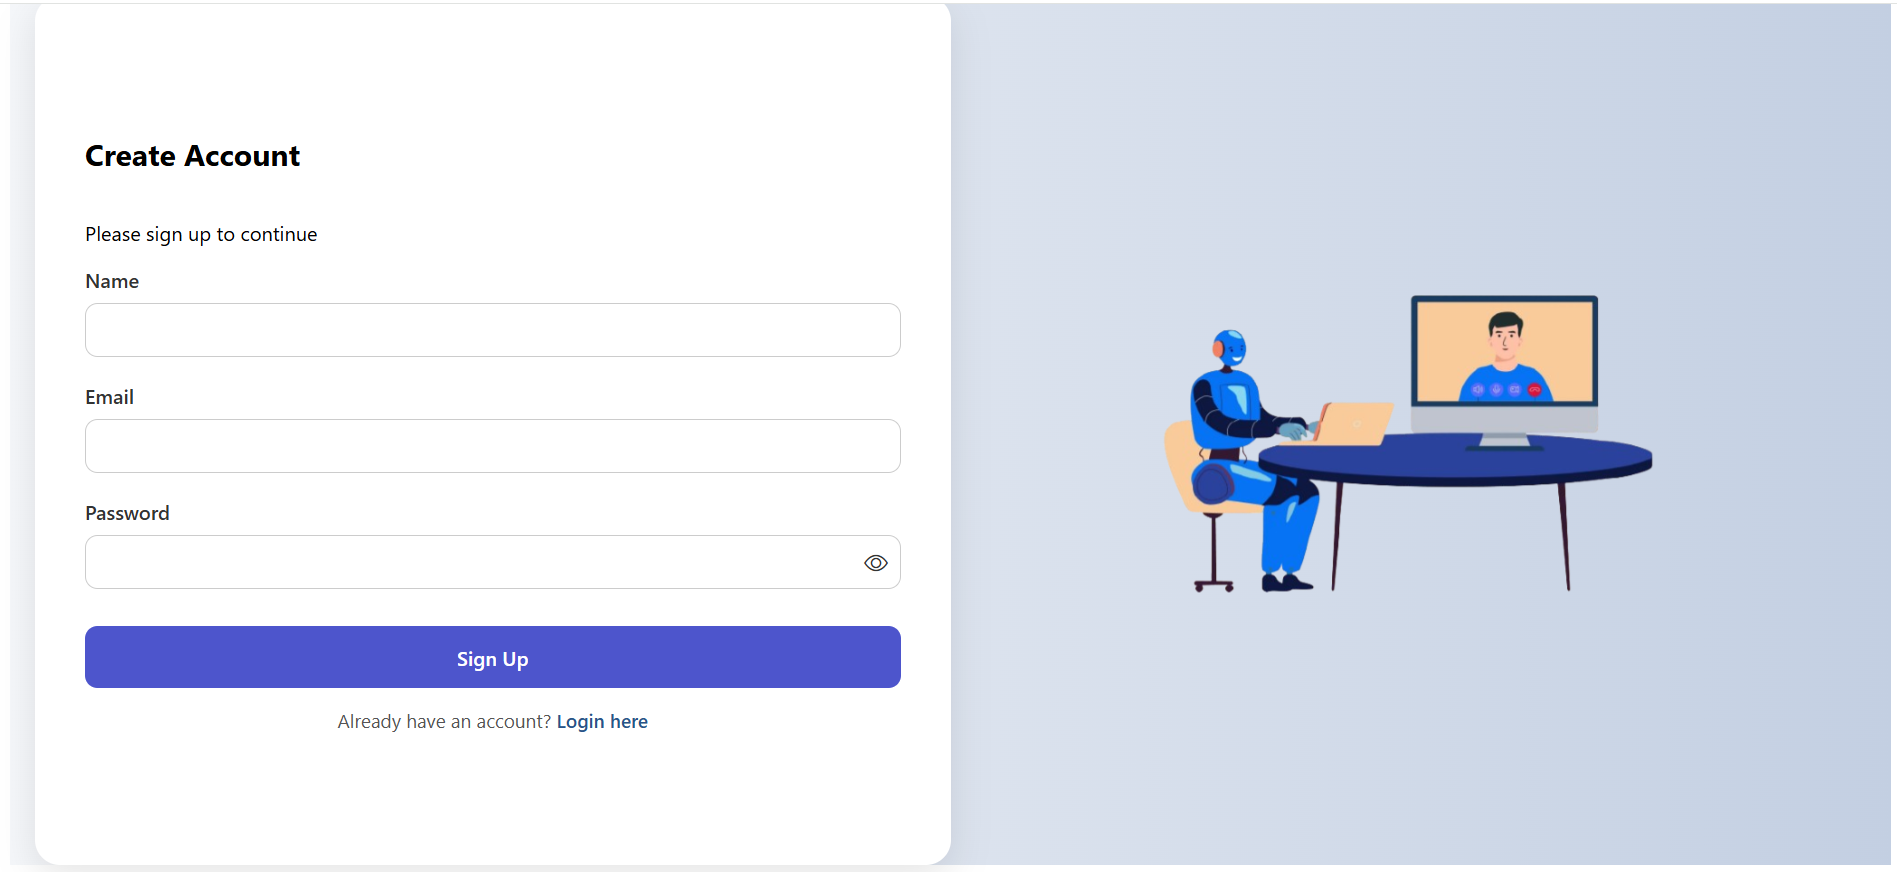 Create Account
Please sign up to continue
Name
Email
Password
Sign Up
Already have an account? Login here